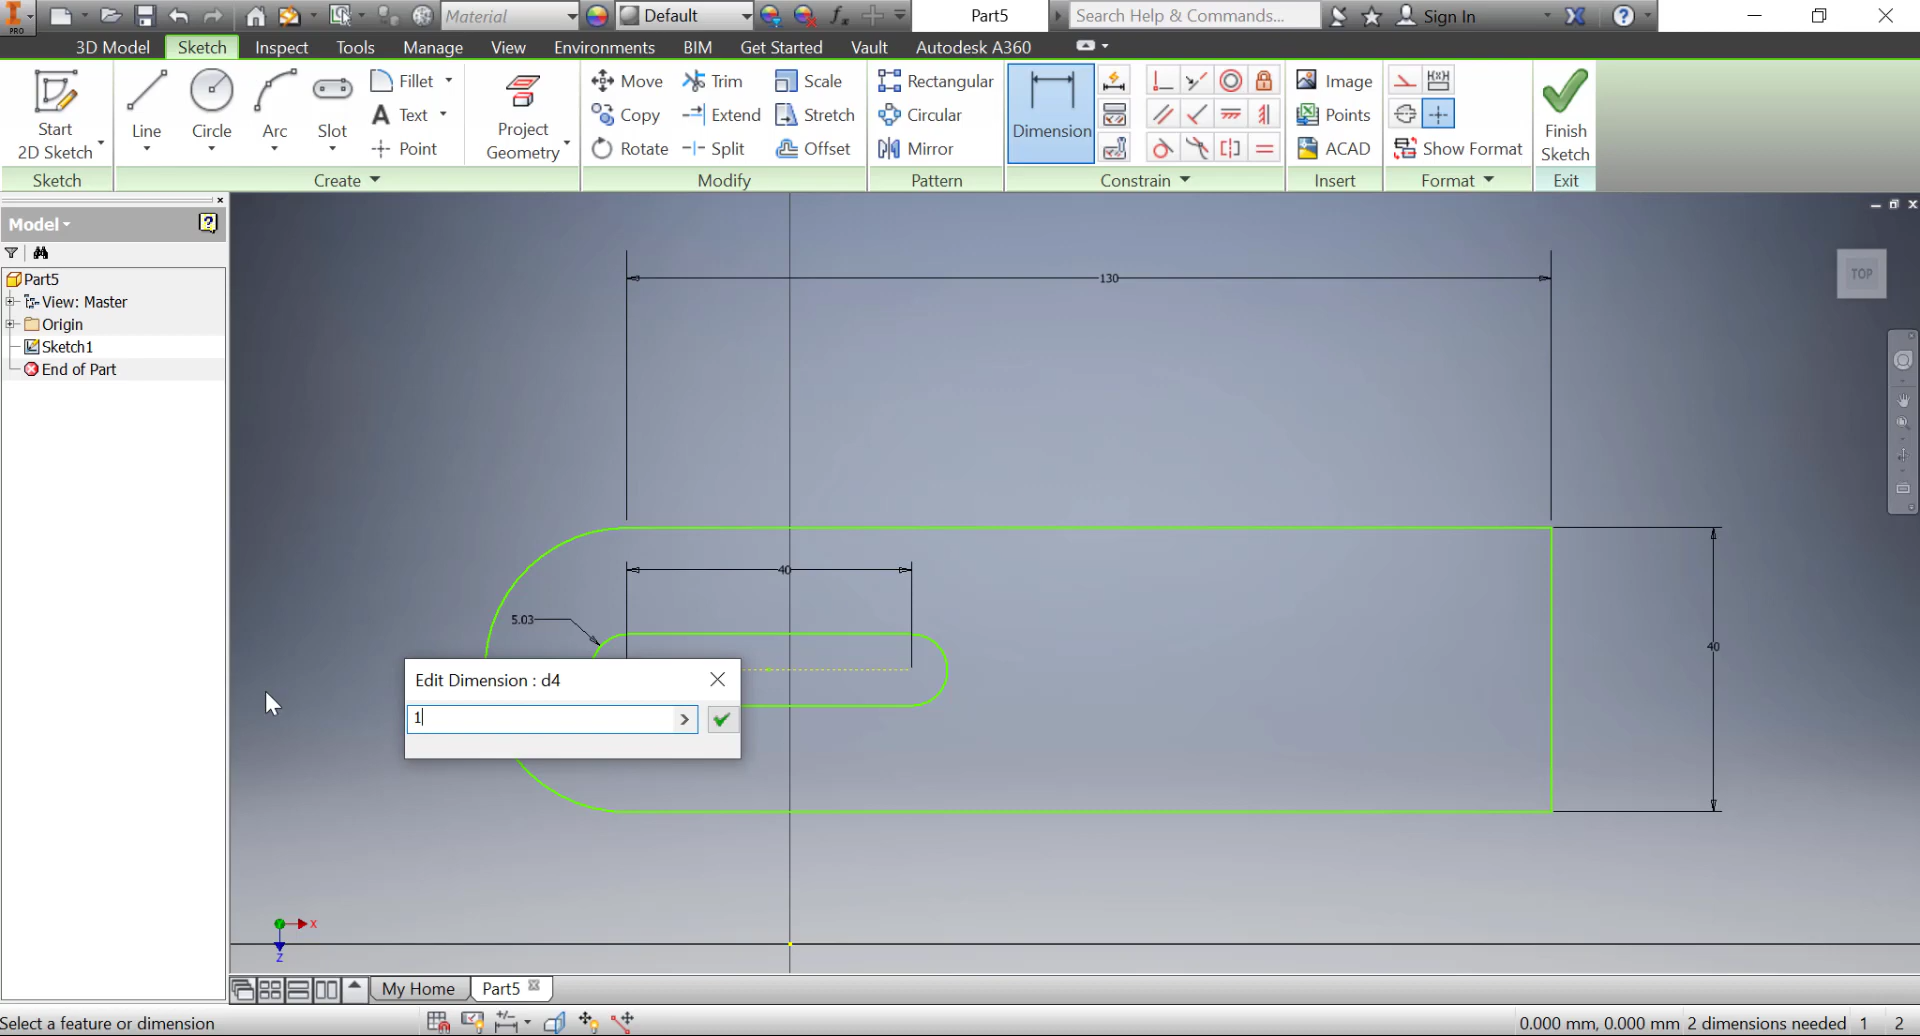 PRO
Material
Default
Part5
Search Help & Commands...
Sign In
3D Model
Sketch
Inspect
Tools
Manage
View
Environments
BIM
Get Started
Vault
Autodesk A360
Start
2D Sketch
Line
Circle
Arc
Slot
Fillet
Text
Point
Project
Geometry
Move
Trim
Scale
Copy
Extend
Stretch
Rotate
Split
Offset
Rectangular
Circular
Mirror
Dimension
Image
Points
ACAD
Show Format
Finish
Sketch
Sketch
Create
Modify
Pattern
Constrain
Insert
Format
Exit
Model
Part5
View: Master
Origin
Sketch1
End of Part
TOP
130
40
5.03
40
Edit Dimension : d4
1
X
Z
My Home
Part5
Select a feature or dimension
0.000 mm, 0.000 mm 2 dimensions needed 1 2